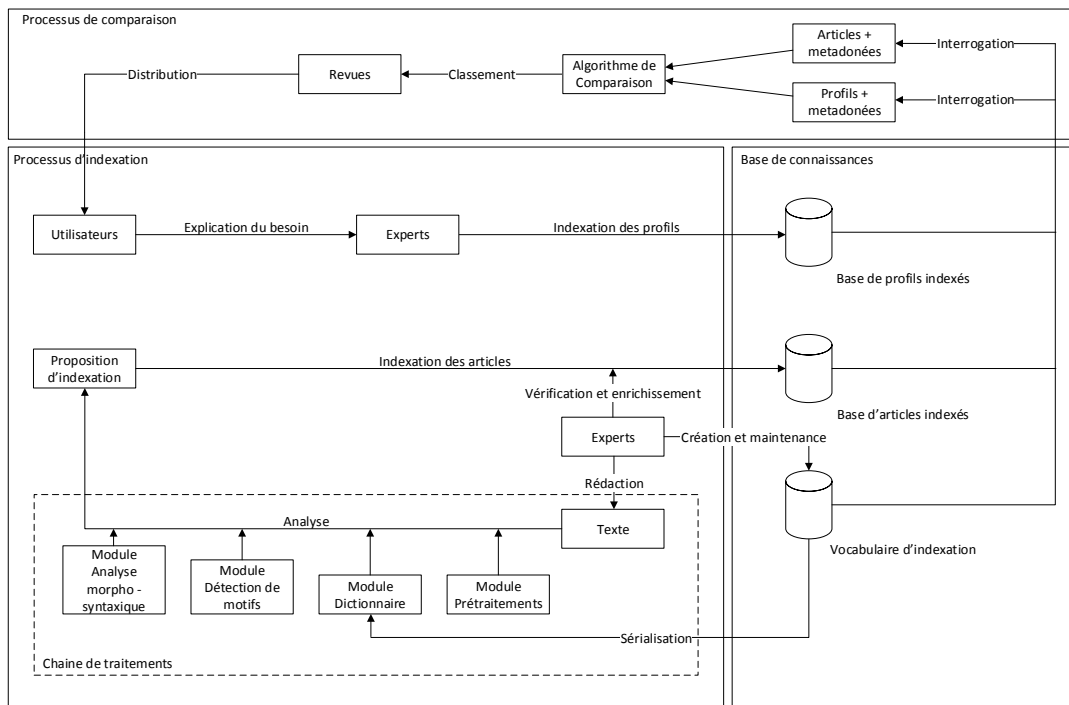 Processus de comparaison
Articles +
metadonées
Interrogation
Distribution
Revues
Classement
Algorithme de
Comparaison
Profils +
metadonées
Interrogation
Processus d’indexation
Base de connaissances
Utilisateurs
Explication du besoin
Experts
Indexation des profils
Base de profils indexés
Proposition
d’indexation
Indexation des articles
Vérification et enrichissement
Base d’articles indexés
Experts
Création et maintenance
Rédaction
Analyse
Texte
Vocabulaire d’indexation
Module
Analyse
morpho -
syntaxique
Module
Détection de
motifs
Module
Dictionnaire
Module
Prétraitements
Sérialisation
Chaine de traitements